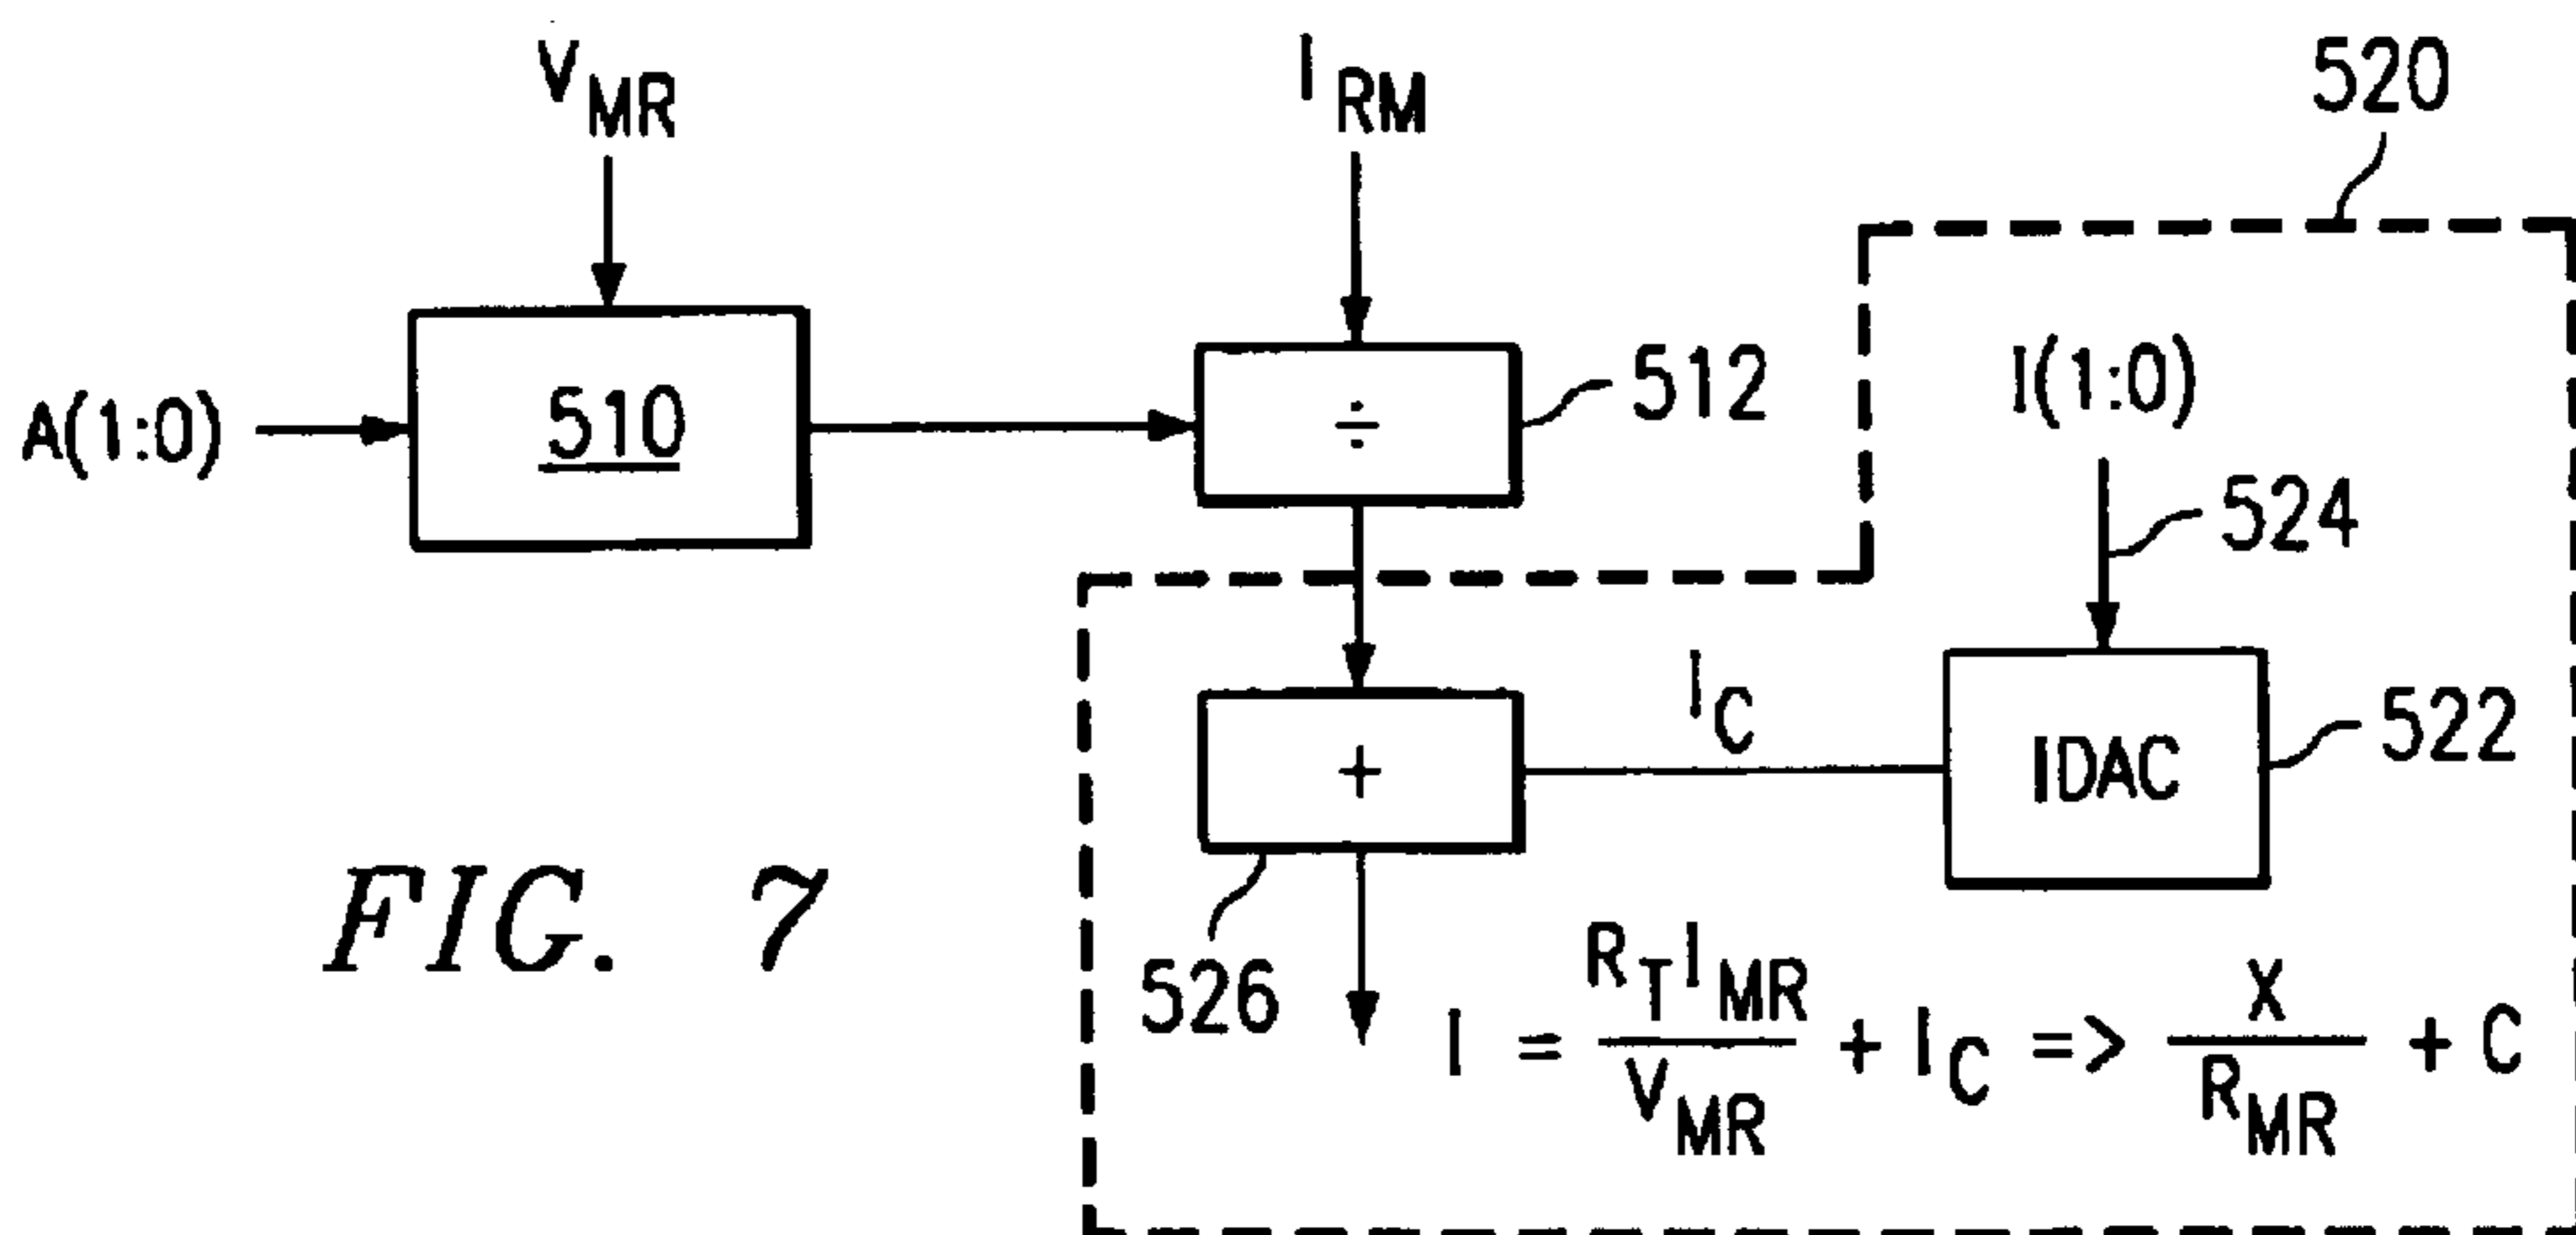 V_MR
I_RM
520
A(1:0)
510
÷
512
I(1:0)
524
+
I_C
IDAC
522
526
I = R_T I_MR / V_MR + I_C => X / R_MR + C
FIG. 7